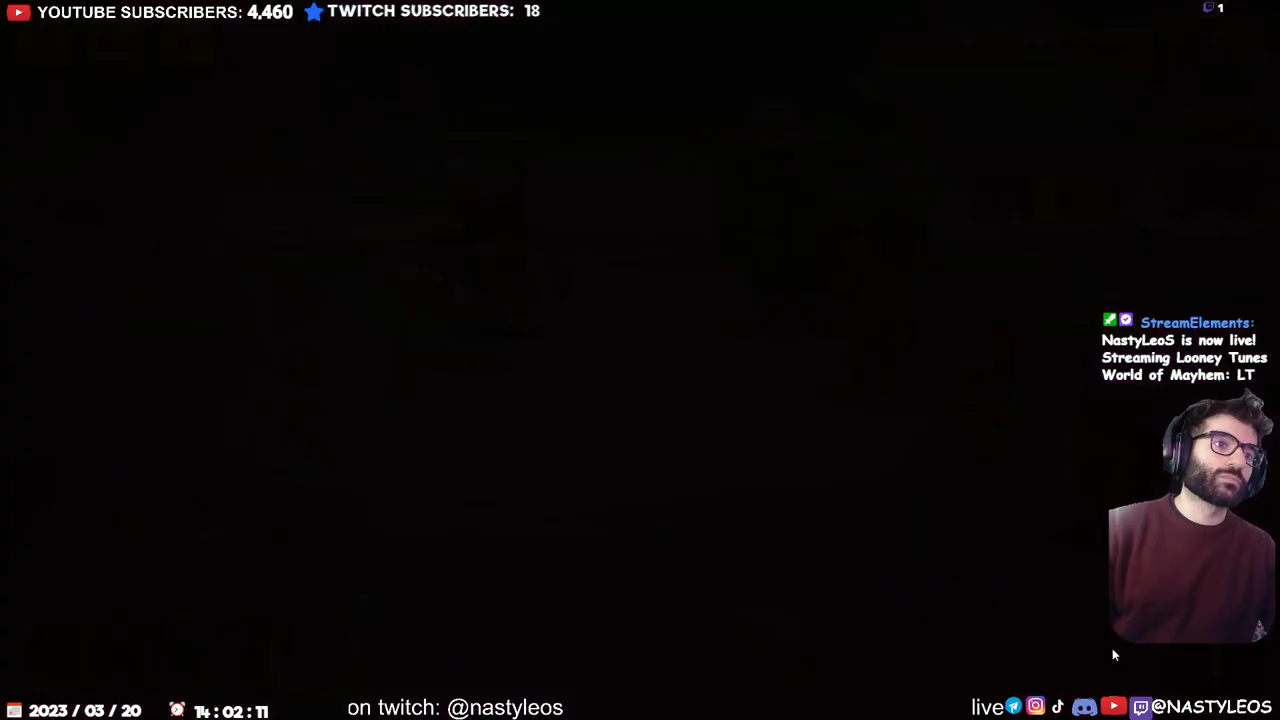 YOUTUBE SUBSCRIBERS: 4,460 TWITCH SUBSCRIBERS: 18
1
StreamElements:
NastyLeoS is now live!
Streaming Looney Tunes
World of Mayhem: LT
2023 / 03 / 20 14:02:11 on twitch: @nastyleos live @NASTYLEOS